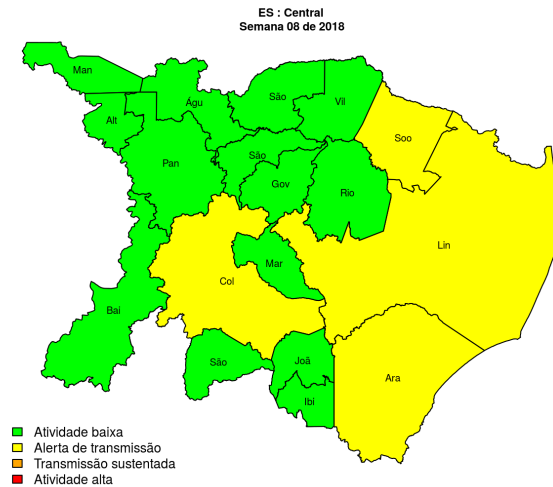 ES : Central
Semana 08 de 2018
Man
Águ
São
Vil
Alt
Soo
Pan
São
Gov
Rio
Lin
Mar
Col
Bai
São
Joã
Ara
Ibi
Atividade baixa
Alerta de transmissão
Transmissão sustentada
Atividade alta